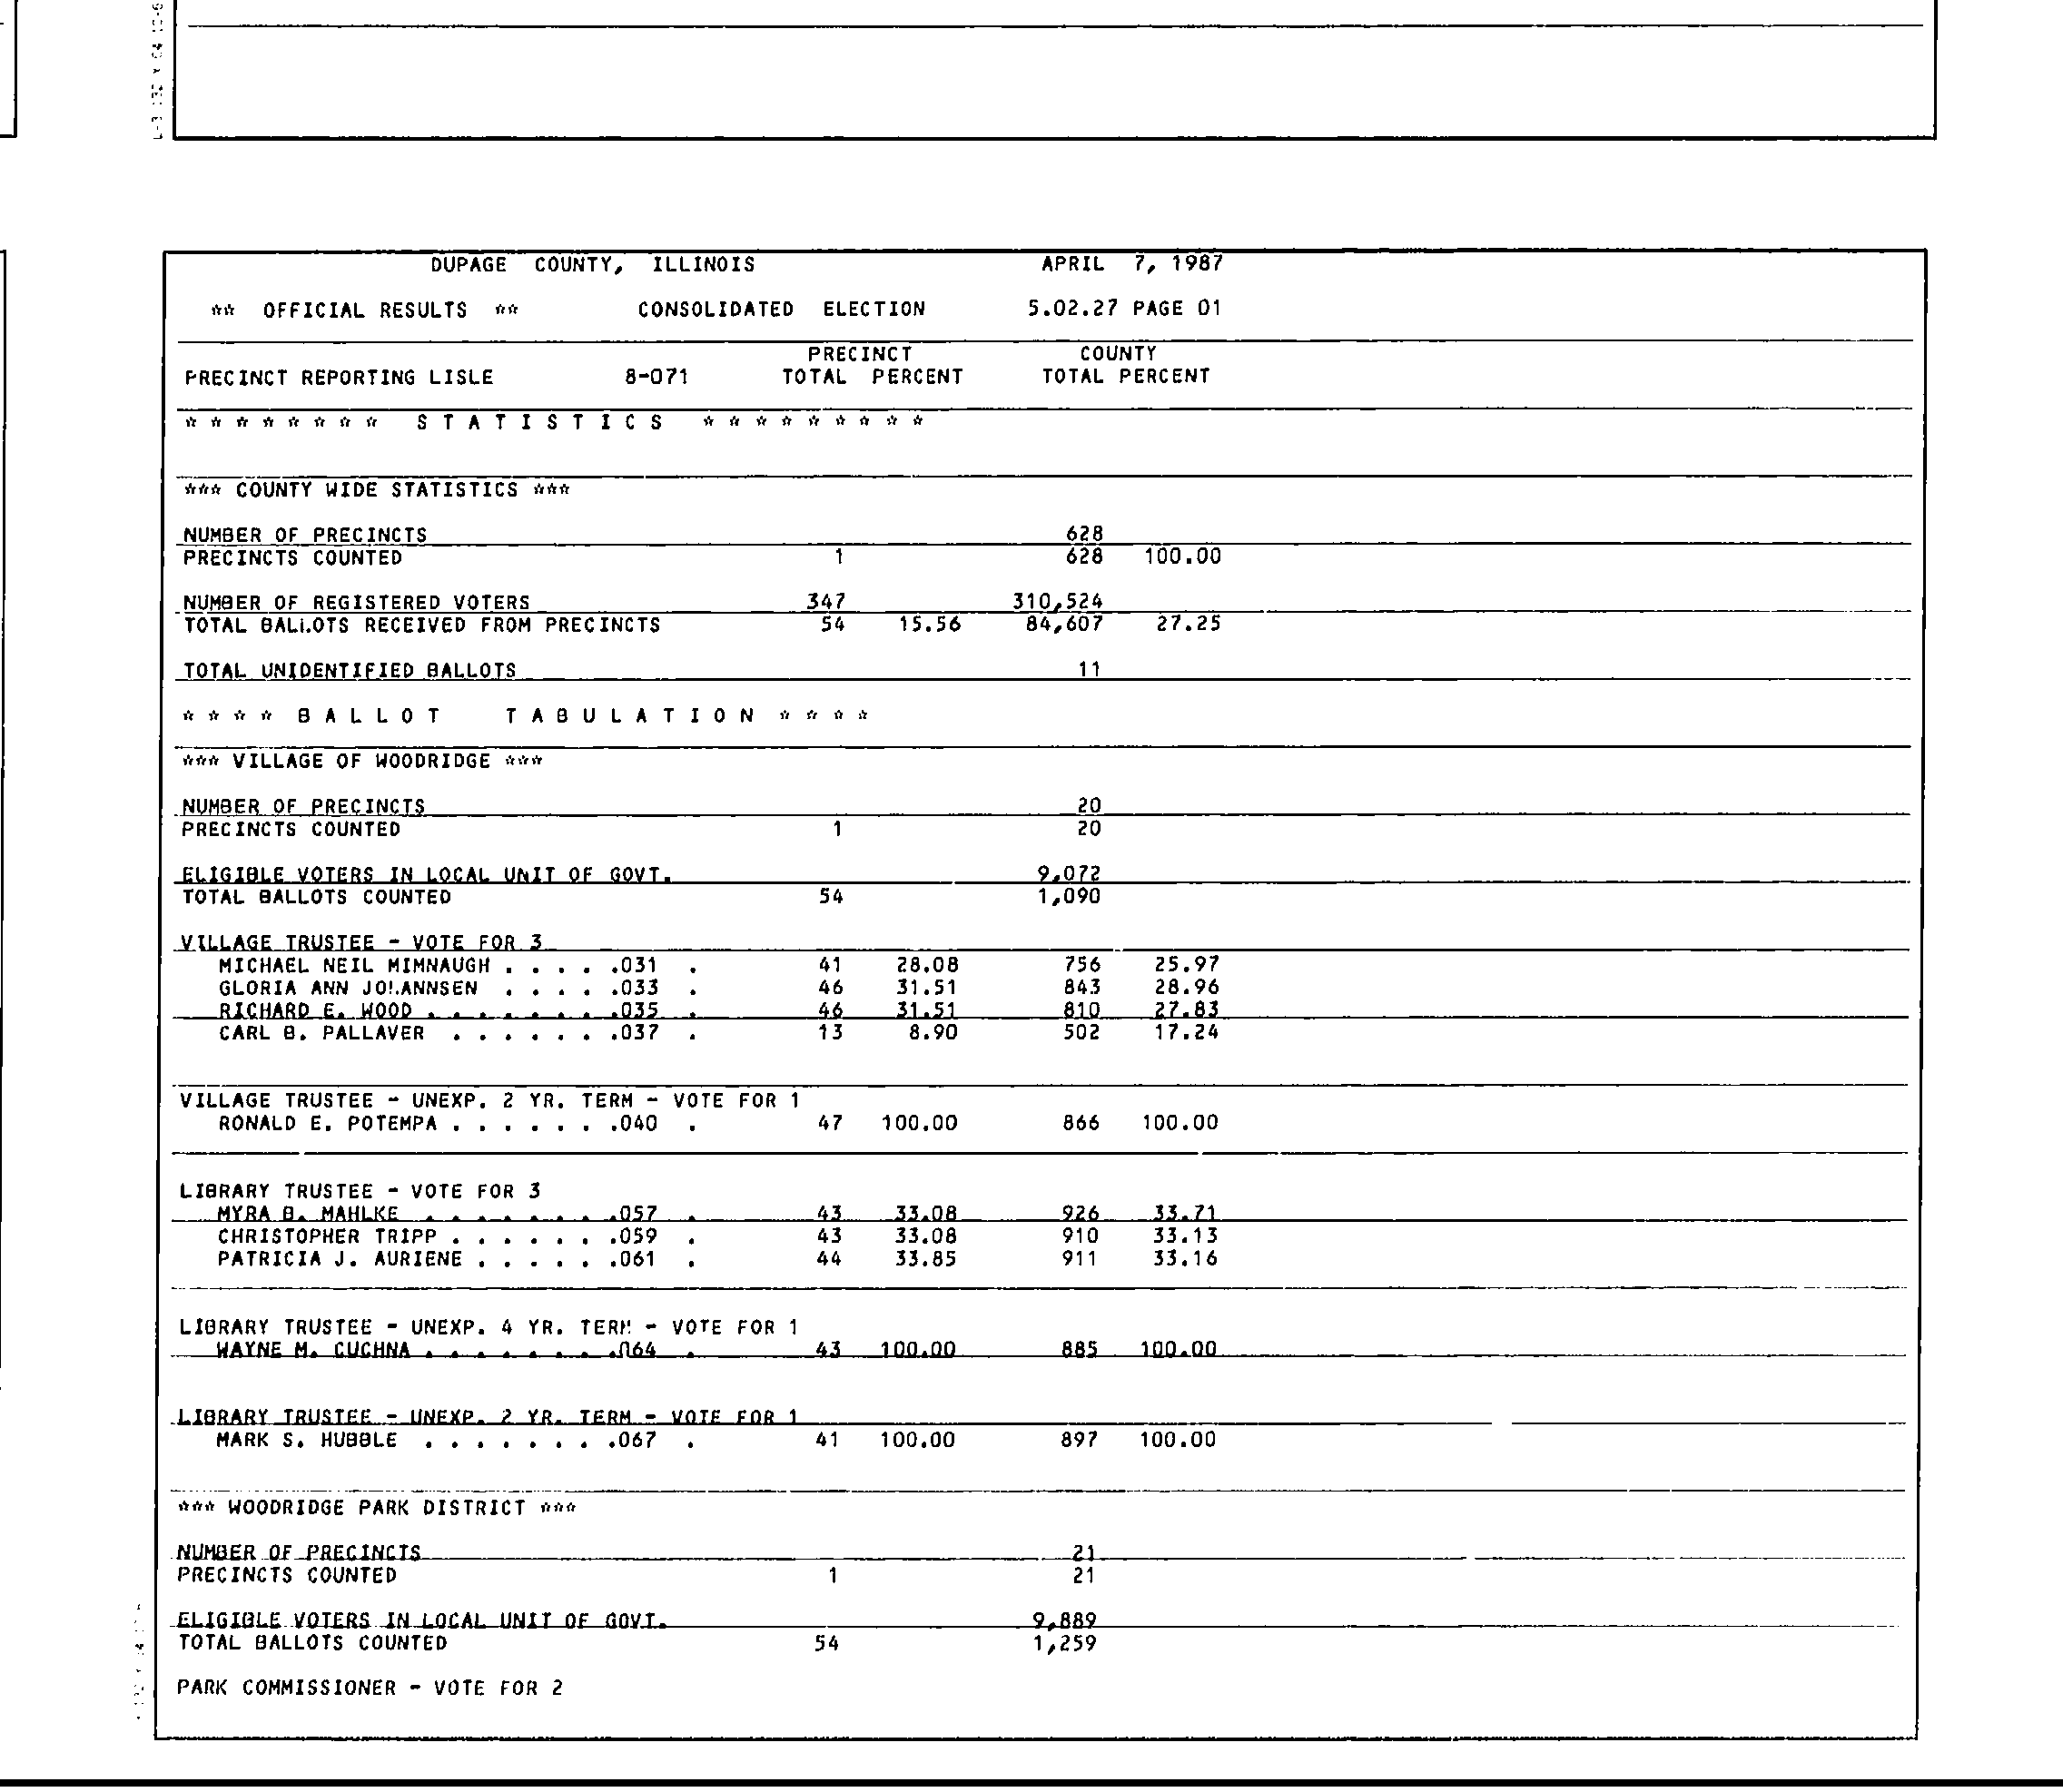 DUPAGE COUNTY, ILLINOIS APRIL 7, 1987
** OFFICIAL RESULTS ** CONSOLIDATED ELECTION 5.02.27 PAGE 01
PRECINCT COUNTY
PRECINCT REPORTING LISLE 8-071 TOTAL PERCENT TOTAL PERCENT
* * * * * * * * S T A T I S T I C S * * * * * * * * *
*** COUNTY WIDE STATISTICS ***
NUMBER OF PRECINCTS 628
PRECINCTS COUNTED 1 628 100.00
NUMBER OF REGISTERED VOTERS 347 310,524
TOTAL BALLOTS RECEIVED FROM PRECINCTS 54 15.56 84,607 27.25
TOTAL UNIDENTIFIED BALLOTS 11
* * * * B A L L O T T A B U L A T I O N * * * *
*** VILLAGE OF WOODRIDGE ***
NUMBER OF PRECINCTS 20
PRECINCTS COUNTED 1 20
ELIGIBLE VOTERS IN LOCAL UNIT OF GOVT. 9,072
TOTAL BALLOTS COUNTED 54 1,090
VILLAGE TRUSTEE - VOTE FOR 3
MICHAEL NEIL MIMNAUGH . . . . .031 . 41 28.08 756 25.97
GLORIA ANN JOHANNSEN . . . . .033 . 46 31.51 843 28.96
RICHARD E. WOOD . . . . . . . .035 . 46 31.51 810 27.83
CARL B. PALLAVER . . . . . . .037 . 13 8.90 502 17.24
VILLAGE TRUSTEE - UNEXP. 2 YR. TERM - VOTE FOR 1
RONALD E. POTEMPA . . . . . . .040 . 47 100.00 866 100.00
LIBRARY TRUSTEE - VOTE FOR 3
MYRA B. MAHLKE . . . . . . . .057 . 43 33.08 926 33.71
CHRISTOPHER TRIPP . . . . . . .059 . 43 33.08 910 33.13
PATRICIA J. AURIENE . . . . . .061 . 44 33.85 911 33.16
LIBRARY TRUSTEE - UNEXP. 4 YR. TERM - VOTE FOR 1
WAYNE M. CUCHNA . . . . . . . .064 . 43 100.00 885 100.00
LIBRARY TRUSTEE - UNEXP. 2 YR. TERM - VOTE FOR 1
MARK S. HUBBLE . . . . . . . .067 . 41 100.00 897 100.00
*** WOODRIDGE PARK DISTRICT ***
NUMBER OF PRECINCTS 21
PRECINCTS COUNTED 1 21
ELIGIBLE VOTERS IN LOCAL UNIT OF GOVT. 9,889
TOTAL BALLOTS COUNTED 54 1,259
PARK COMMISSIONER - VOTE FOR 2